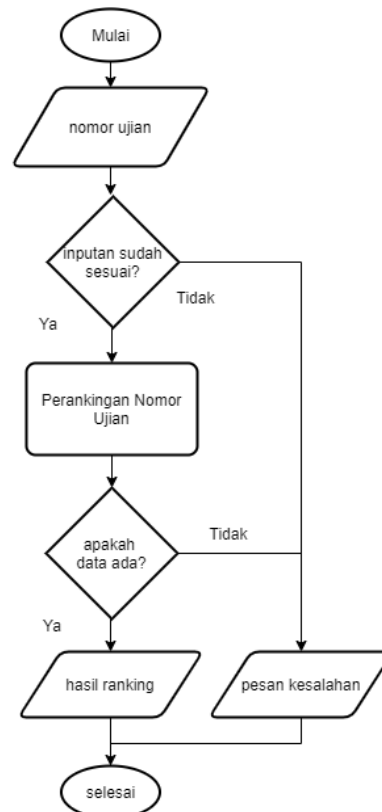 Mulai
nomor ujian
inputan sudah
sesuai?
Tidak
Ya
Perankingan Nomor
Ujian
Tidak
apakah
data ada?
Ya
hasil ranking
pesan kesalahan
selesai